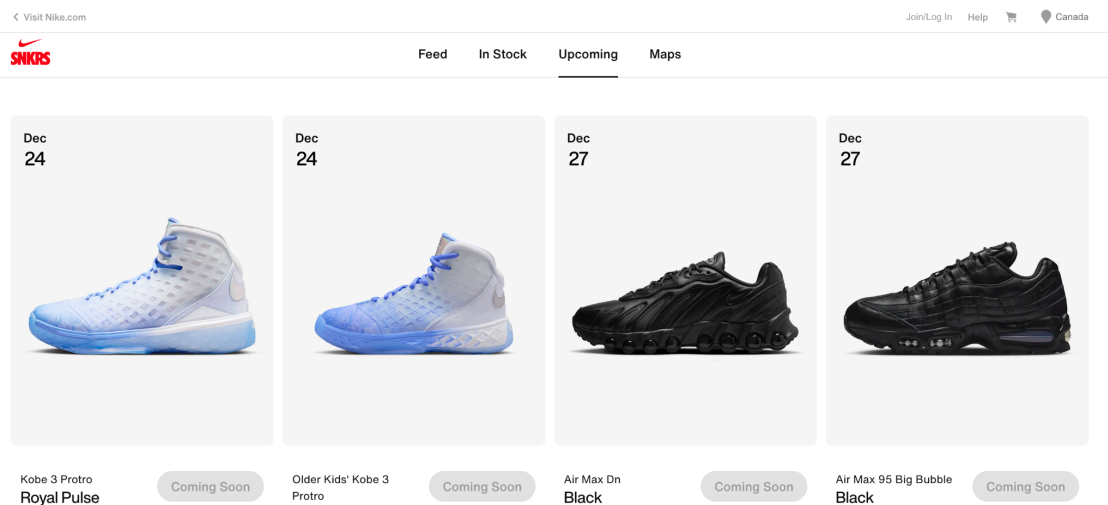 Visit Nike.com
Join/Log In Help Canada
SNKRS
Feed In Stock Upcoming Maps
Dec
24
Dec
24
Dec
27
Dec
27
Kobe 3 Protro
Royal Pulse
Coming Soon
Older Kids' Kobe 3
Protro
Coming Soon
Air Max Dn
Black
Coming Soon
Air Max 95 Big Bubble
Black
Coming Soon